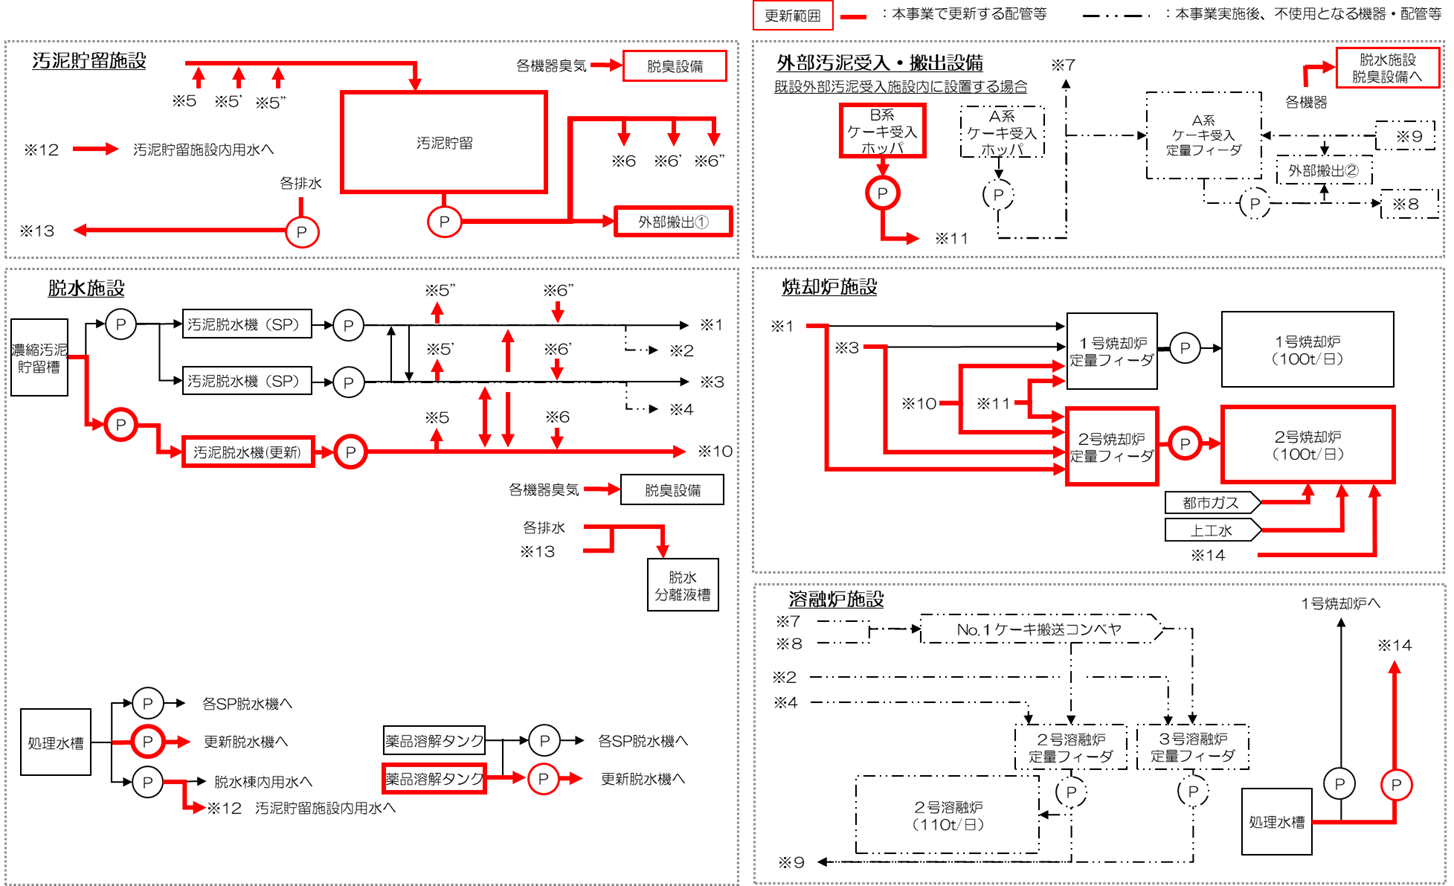 更新範囲
：本事業で更新する配管等
：本事業実施後、不使用となる機器・配管等
汚泥貯留施設
※5
※5’
※5”
各機器臭気
脱臭設備
汚泥貯留
※12
汚泥貯留施設内用水へ
※6
※6’
※6”
各排水
※13
P
P
外部搬出①
外部汚泥受入・搬出設備
既設外部汚泥受入施設内に設置する場合
※7
脱水施設
脱臭設備へ
各機器
B系
ケーキ受入
ホッパ
A系
ケーキ受入
ホッパ
A系
ケーキ受入
定量フィーダ
※9
外部搬出②
P
P
P
※8
※11
脱水施設
※5”
※6”
濃縮汚泥
貯留槽
P
汚泥脱水機（SP）
P
※1
※2
※5’
※6’
汚泥脱水機（SP）
P
※3
※4
P
※5
※6
汚泥脱水機(更新)
P
※10
各機器臭気
脱臭設備
各排水
※13
脱水
分離液槽
処理水槽
P
各SP脱水機へ
P
更新脱水機へ
P
脱水棟内用水へ
※12 汚泥貯留施設内用水へ
薬品溶解タンク
P
各SP脱水機へ
薬品溶解タンク
P
更新脱水機へ
焼却炉施設
※1
※3
1号焼却炉
定量フィーダ
P
1号焼却炉
（100t/日）
※10
※11
2号焼却炉
定量フィーダ
P
2号焼却炉
（100t/日）
都市ガス
上工水
※14
溶融炉施設
※7
※8
No.1ケーキ搬送コンベヤ
※2
※4
2号溶融炉
定量フィーダ
3号溶融炉
定量フィーダ
P
P
2号溶融炉
（110t/日）
※9
1号焼却炉へ
※14
P
P
処理水槽